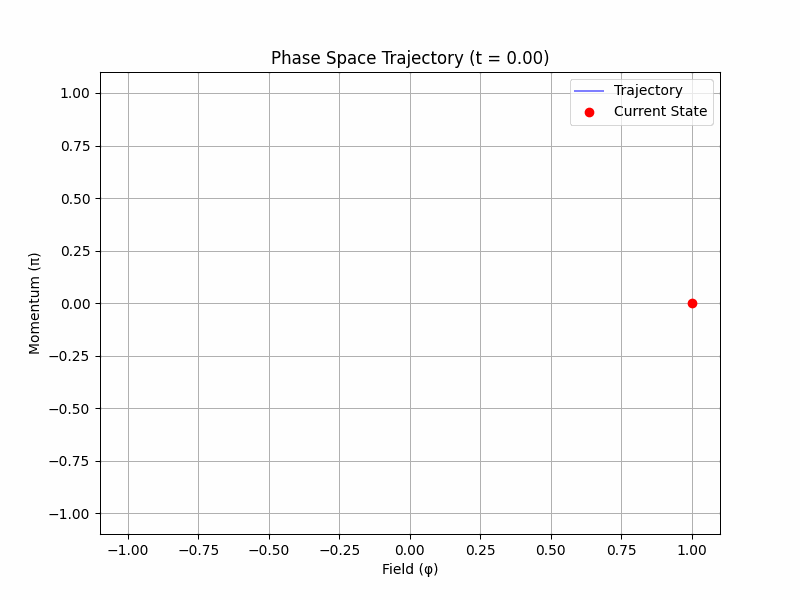 Phase Space Trajectory (t = 0.00)
Trajectory
Current State
1.00
0.75
0.50
0.25
0.00
−0.25
−0.50
−0.75
−1.00
Momentum (π)
−1.00 −0.75 −0.50 −0.25 0.00 0.25 0.50 0.75 1.00
Field (φ)